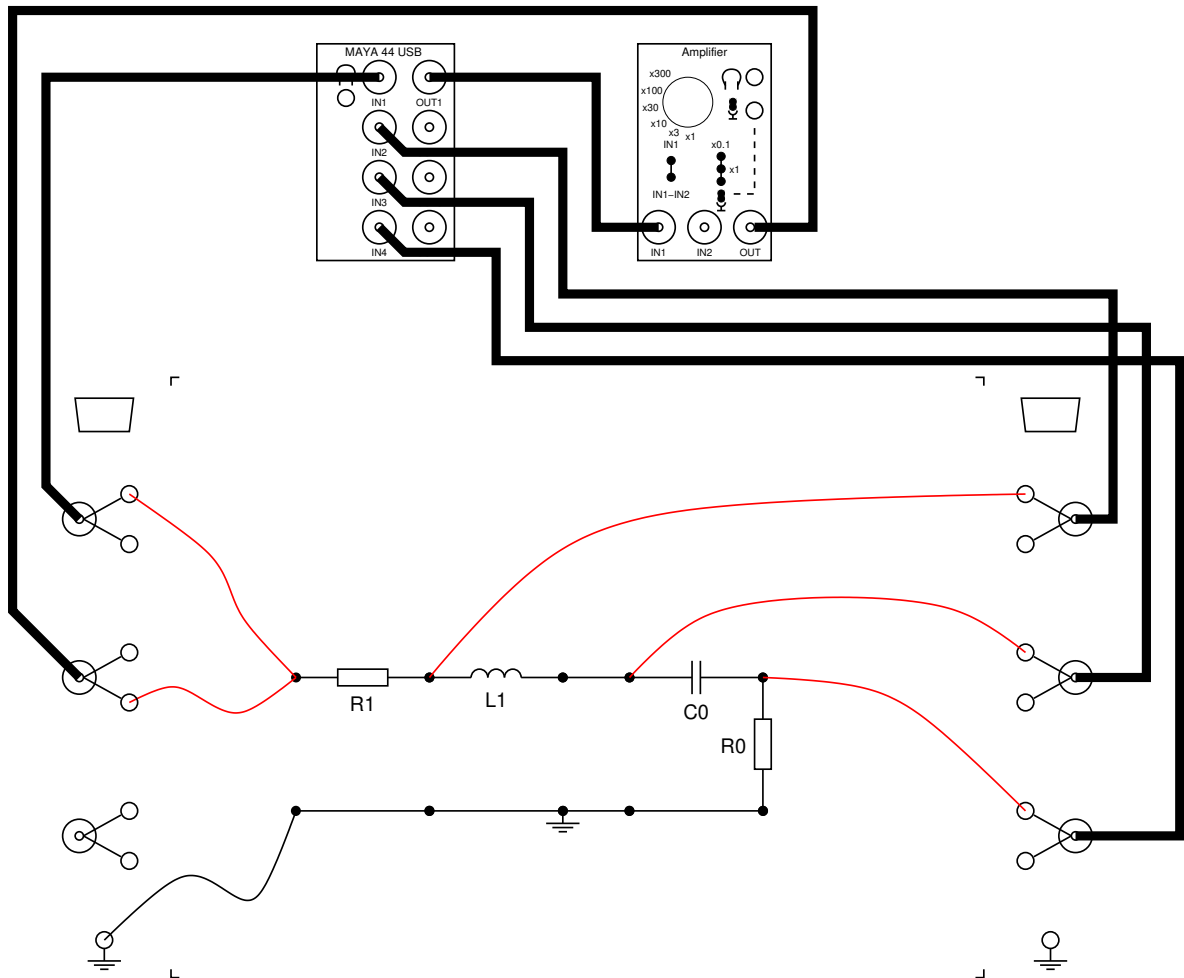 MAYA 44 USB
IN1
OUT1
IN2
IN3
IN4
Amplifier
x300
x100
x30
x10
x3
x1
IN1
x0.1
x1
IN1−IN2
IN1
IN2
OUT
R1
L1
C0
R0